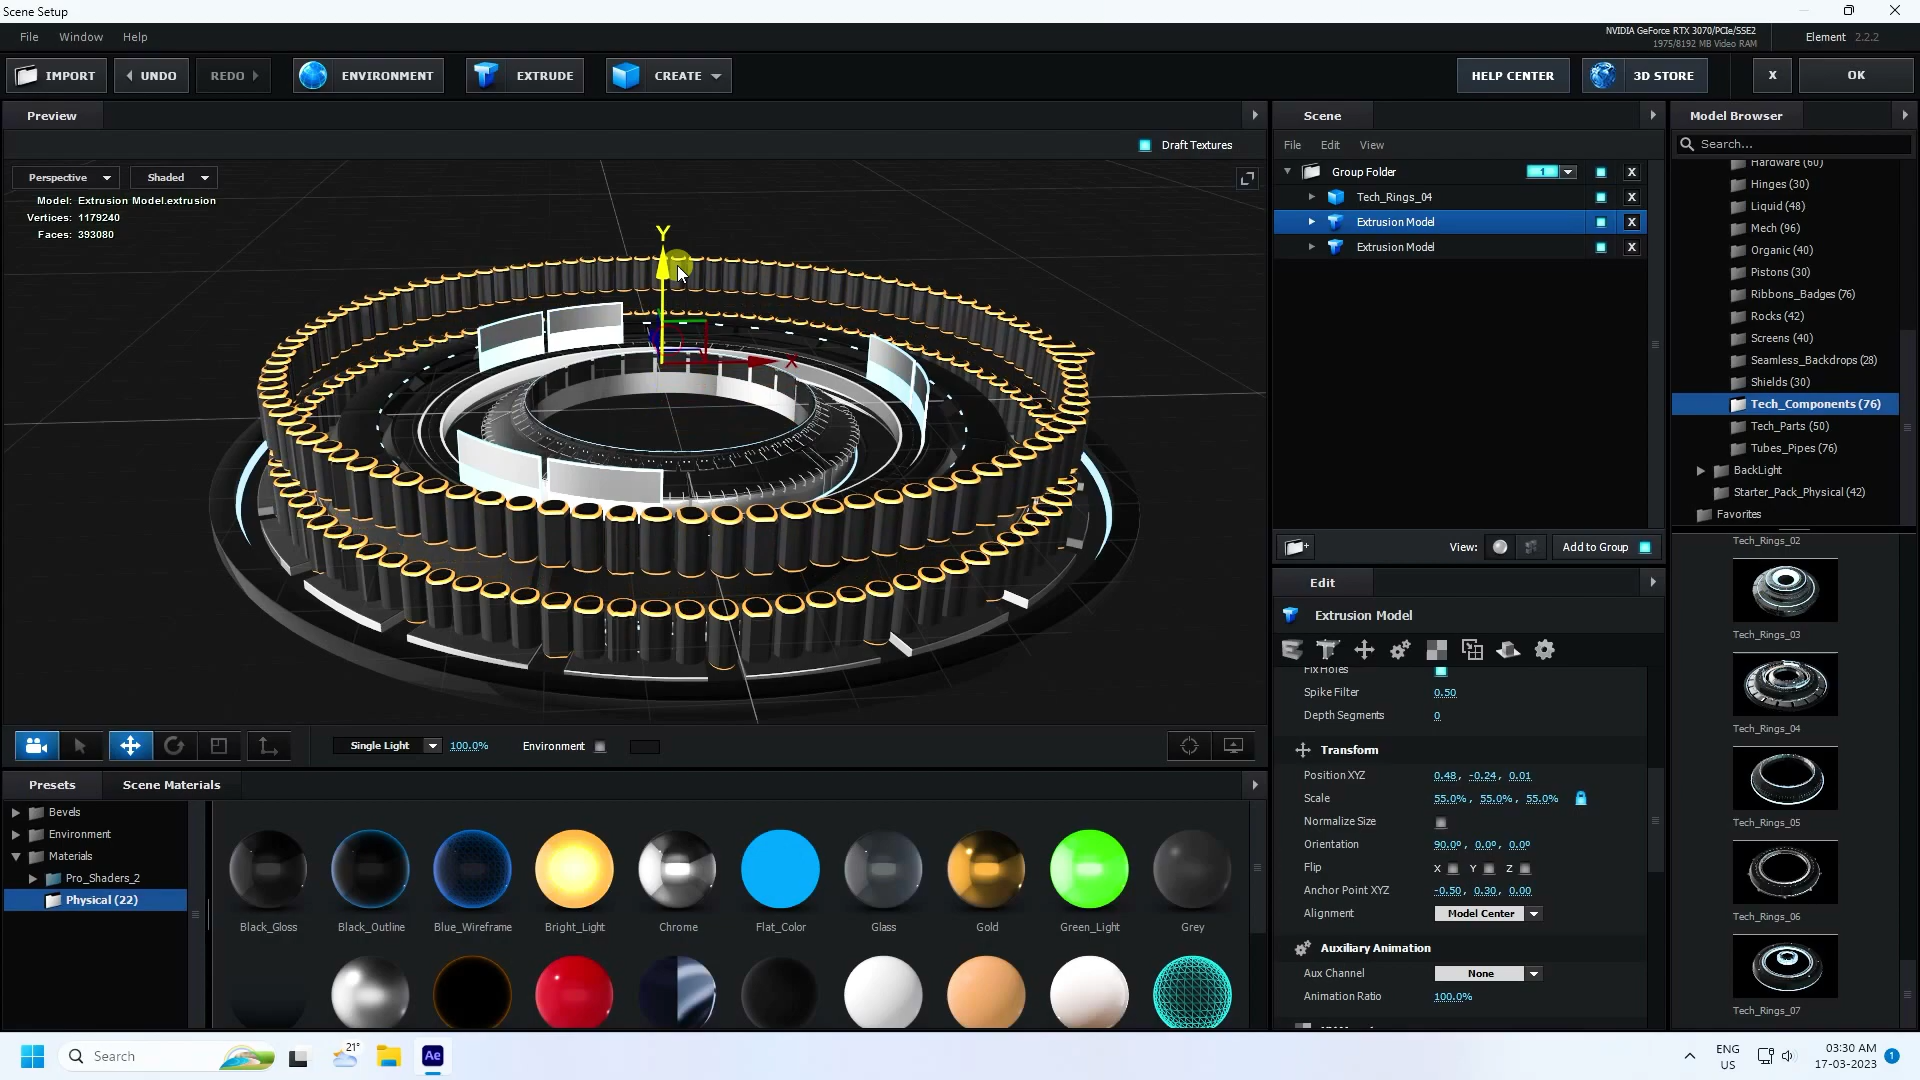 Scene Setup
File Window Help
NVIDIA GeForce RTX 3070/PCIe/SSE2
1975/8192 MB Video RAM
Element 2.2.2
IMPORT UNDO REDO ENVIRONMENT EXTRUDE CREATE HELP CENTER 3D STORE X OK
Preview
Draft Textures
Perspective Shaded
Model: Extrusion Model.extrusion
Vertices: 1179240
Faces: 393080
Y
X
Single Light 100.0% Environment
Scene
File Edit View
Group Folder 1 X
Tech_Rings_04 X
Extrusion Model X
Extrusion Model X
View: Add to Group
Edit
Extrusion Model
Fix Holes
Spike Filter 0.50
Depth Segments 0
Transform
Position XYZ 0.48, -0.24, 0.01
Scale 55.0%, 55.0%, 55.0%
Normalize Size
Orientation 90.0°, 0.0°, 0.0°
Flip X Y Z
Anchor Point XYZ -0.50, 0.30, 0.00
Alignment Model Center
Auxiliary Animation
Aux Channel None
Animation Ratio 100.0%
Model Browser
Search...
Hardware (60)
Hinges (30)
Liquid (48)
Mech (96)
Organic (40)
Pistons (30)
Ribbons_Badges (76)
Rocks (42)
Screens (40)
Seamless_Backdrops (28)
Shields (30)
Tech_Components (76)
Tech_Parts (50)
Tubes_Pipes (76)
BackLight
Starter_Pack_Physical (42)
Favorites
Tech_Rings_02
Tech_Rings_03
Tech_Rings_04
Tech_Rings_05
Tech_Rings_06
Tech_Rings_07
Presets Scene Materials
Bevels
Environment
Materials
Pro_Shaders_2
Physical (22)
Black_Gloss Black_Outline Blue_Wireframe Bright_Light Chrome Flat_Color Glass Gold Green_Light Grey
Search
21°
Ae
ENG
US
03:30 AM
17-03-2023
1